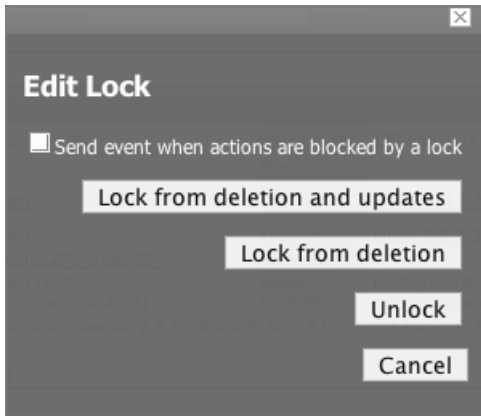 Edit Lock
Send event when actions are blocked by a lock
Lock from deletion and updates
Lock from deletion
Unlock
Cancel